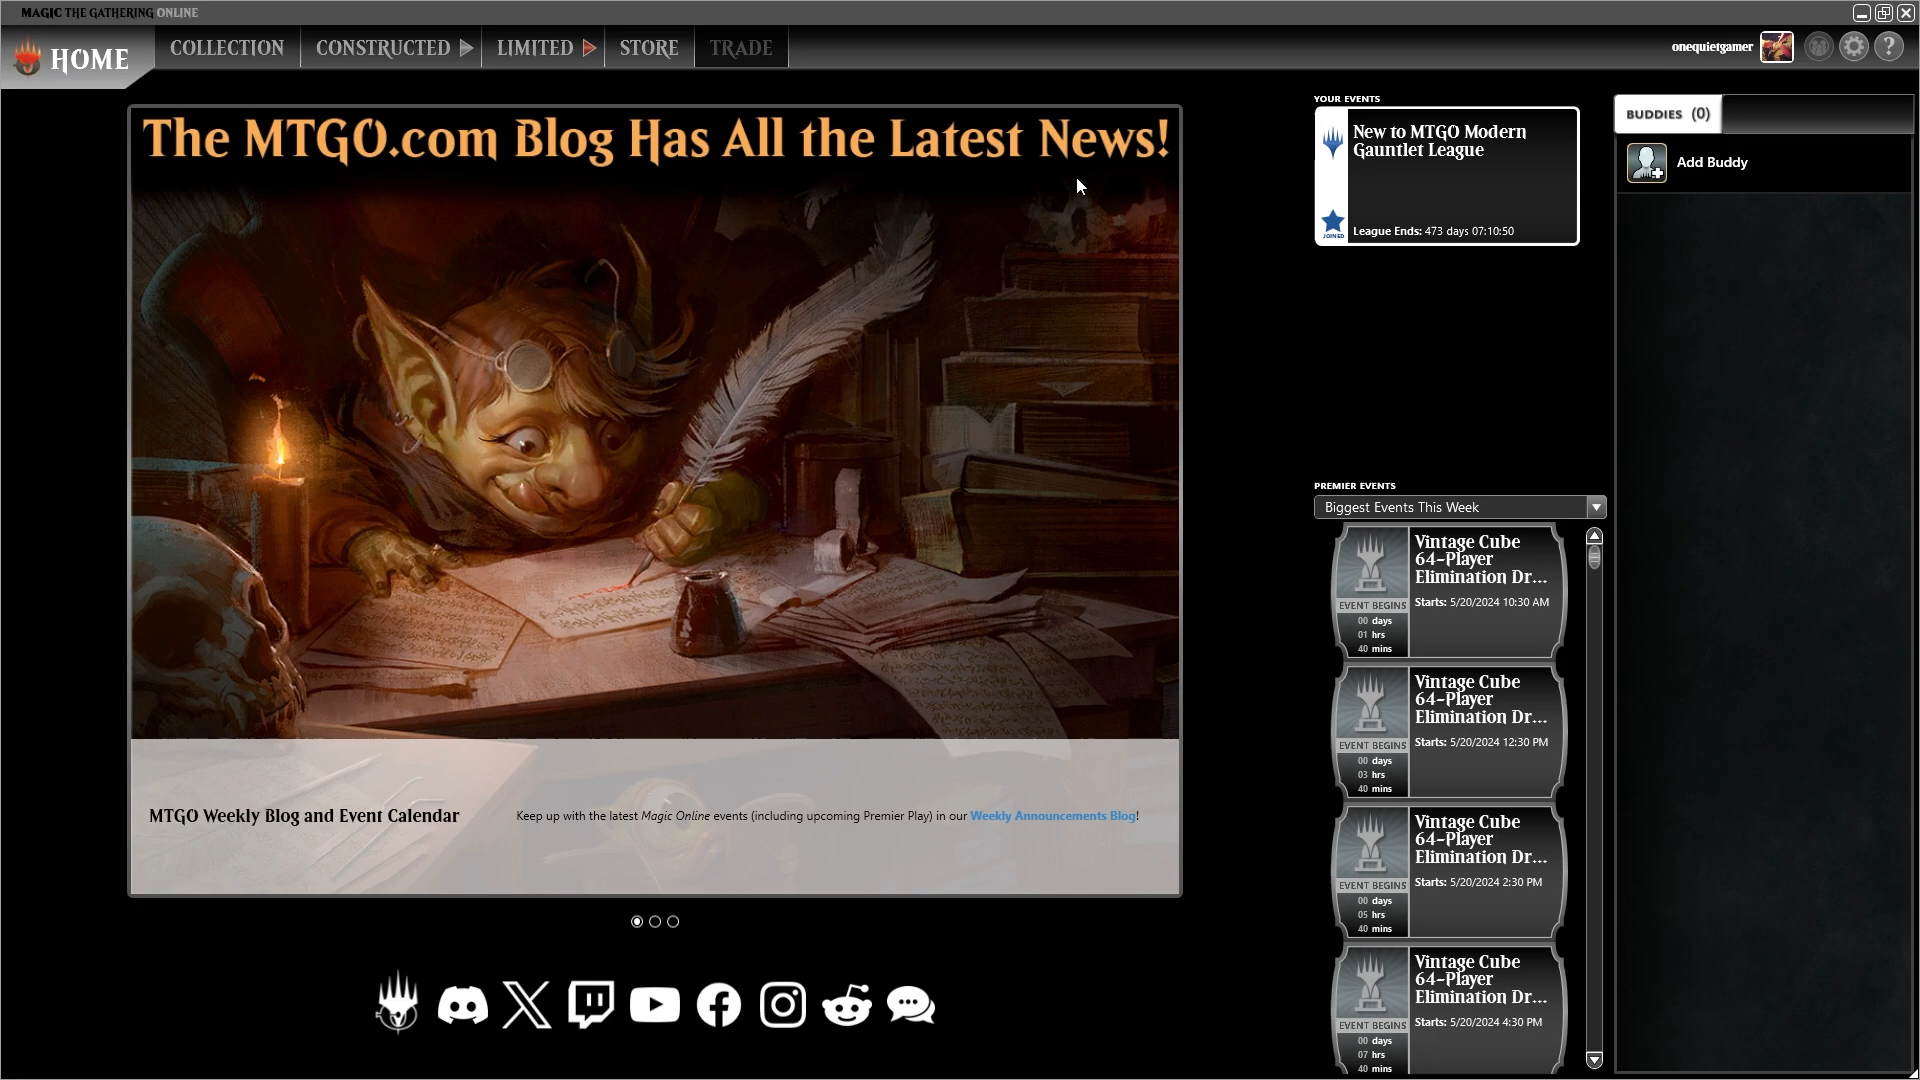 MAGIC THE GATHERING ONLINE
HOME
COLLECTION
CONSTRUCTED
LIMITED
STORE
TRADE
onequietgamer
?
The MTGO.com Blog Has All the Latest News!
MTGO Weekly Blog and Event Calendar
Keep up with the latest Magic Online events (including upcoming Premier Play) in our Weekly Announcements Blog!
YOUR EVENTS
New to MTGO Modern
Gauntlet League
JOINED
League Ends: 473 days 07:10:50
PREMIER EVENTS
Biggest Events This Week
Vintage Cube
64-Player
Elimination Dr...
Starts: 5/20/2024 10:30 AM
EVENT BEGINS
00 days
01 hrs
40 mins
Vintage Cube
64-Player
Elimination Dr...
Starts: 5/20/2024 12:30 PM
EVENT BEGINS
00 days
03 hrs
40 mins
Vintage Cube
64-Player
Elimination Dr...
Starts: 5/20/2024 2:30 PM
EVENT BEGINS
00 days
05 hrs
40 mins
Vintage Cube
64-Player
Elimination Dr...
Starts: 5/20/2024 4:30 PM
EVENT BEGINS
00 days
07 hrs
40 mins
BUDDIES (0)
Add Buddy